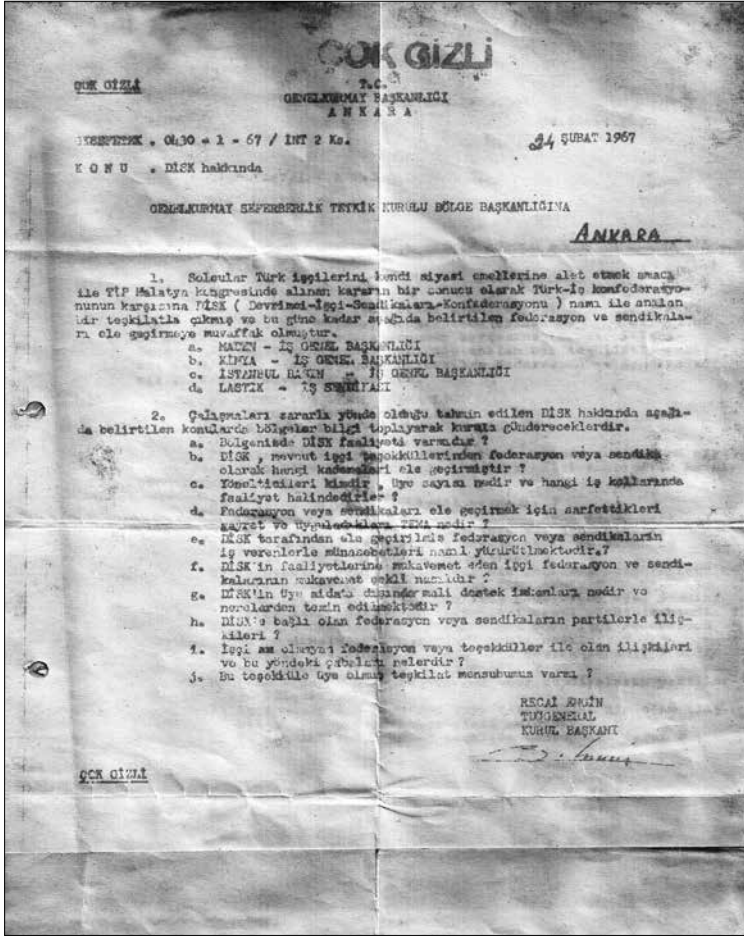 ÇOK GİZLİ
ÇOK GİZLİ
T.C.
GENELKURMAY BAŞKANLIĞI
ANKARA
0430 - 1 - 67 / İNT 2 Ks.
24 ŞUBAT 1967
KONU . DİSK hakkında
GENELKURMAY SEFERBERLİK TETKİK KURULU BÖLGE BAŞKANLIĞINA
ANKARA
1. Solcular Türk işçilerini kendi siyasi emellerine alet etmek amacı
ile TİP Malatya kongresinde alınan kararın bir sonucu olarak Türk-İş konfederasyo-
nunun karşısına DİSK ( Devrimci-İşçi-Sendikaları-Konfederasyonu ) namı ile anılan
bir teşkilatla çıkmış ve bu güne kadar aşağıda belirtilen federasyon ve sendikala-
rı ele geçirmeye muvaffak olmuştur.
a. MADEN - İŞ GENEL BAŞKANLIĞI
b. KİMYA - İŞ GENEL BAŞKANLIĞI
c. İSTANBUL BASIN - İŞ GENEL BAŞKANLIĞI
d. LASTİK - İŞ SENDİKASI
2. Çalışmaları zararlı yönde olduğu tahmin edilen DİSK hakkında aşağı-
da belirtilen konularda bölgeler bilgi toplayarak kurula göndereceklerdir.
a. Bölgenizde DİSK faaliyeti varmıdır ?
b. DİSK , mevcut işçi teşekküllerinden federasyon veya sendika
olarak hangi kademeleri ele geçirmiştir ?
c. Yöneticileri kimdir , üye sayısı nedir ve hangi iş kollarında
faaliyet halindedirler ?
d. Federasyon veya sendikaları ele geçirmek için sarfettikleri
gayret ve uyguladıkları TEMA nedir ?
e. DİSK tarafından ele geçirilmiş federasyon veya sendikaların
iş verenlerle münasebetleri nasıl yürütülmektedir.?
f. DİSK'in faaliyetlerine mukavemet eden işçi federasyon ve sendi-
kalarının mukavemet şekli nasıldır ?
g. DİSK'in üye aidatı dışında mali destek imkanları nedir ve
nerelerden temin edilmektedir ?
h. DİSK'e bağlı olan federasyon veya sendikaların partilerle iliş-
kileri ?
i. İşçi olmayan federasyon veya teşekküller ile olan ilişkileri
ve bu yöndeki çabaları nelerdir ?
j. Bu teşekküle üye olmuş teşkilat mensubumuz varmı ?
RECAİ ENGİN
TUĞGENERAL
KURUL BAŞKANI
ÇOK GİZLİ